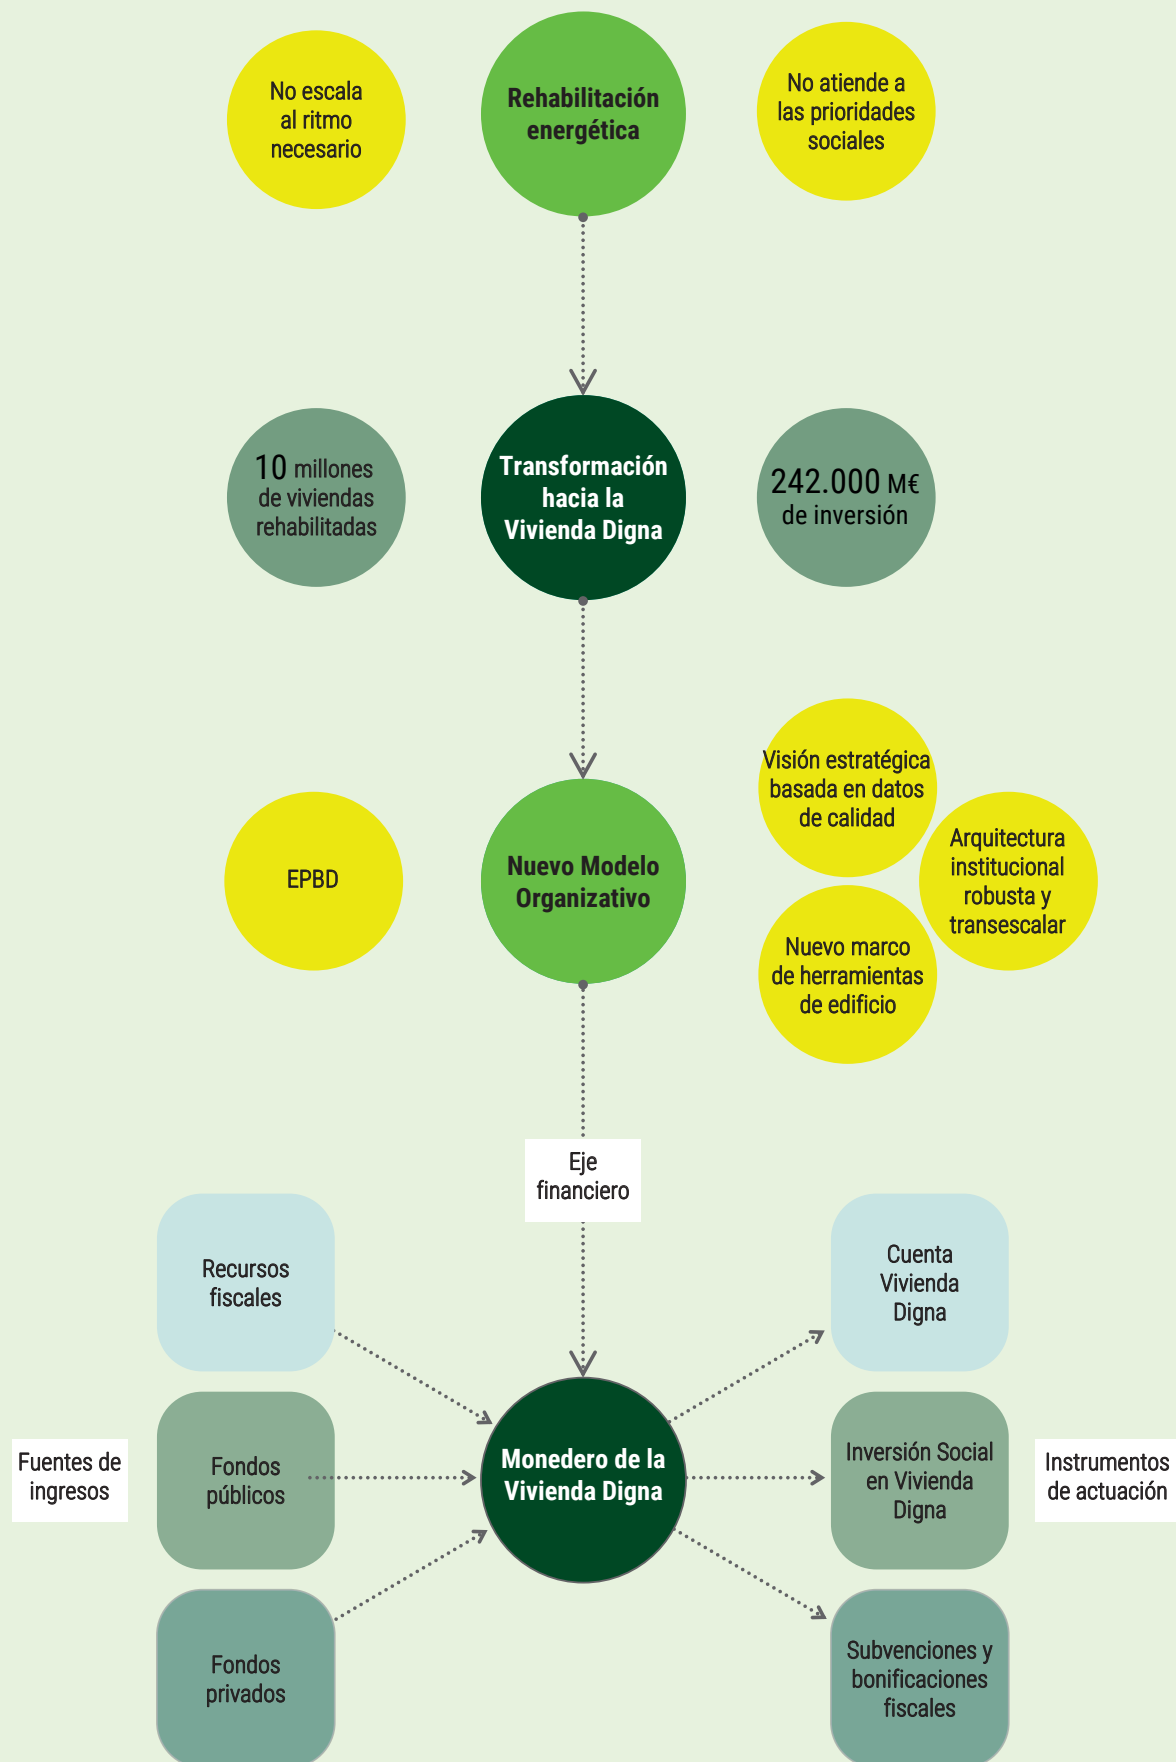 No escala
al ritmo
necesario
Rehabilitación
energética
No atiende a
las prioridades
sociales
10 millones
de viviendas
rehabilitadas
Transformación
hacia la
Vivienda Digna
242.000 M€
de inversión
EPBD
Nuevo Modelo
Organizativo
Visión estratégica
basada en datos
de calidad
Arquitectura
institucional
robusta y
transescalar
Nuevo marco
de herramientas
de edificio
Eje
financiero
Fuentes de
ingresos
Recursos
fiscales
Fondos
públicos
Fondos
privados
Monedero de la
Vivienda Digna
Cuenta
Vivienda
Digna
Inversión Social
en Vivienda
Digna
Subvenciones y
bonificaciones
fiscales
Instrumentos
de actuación